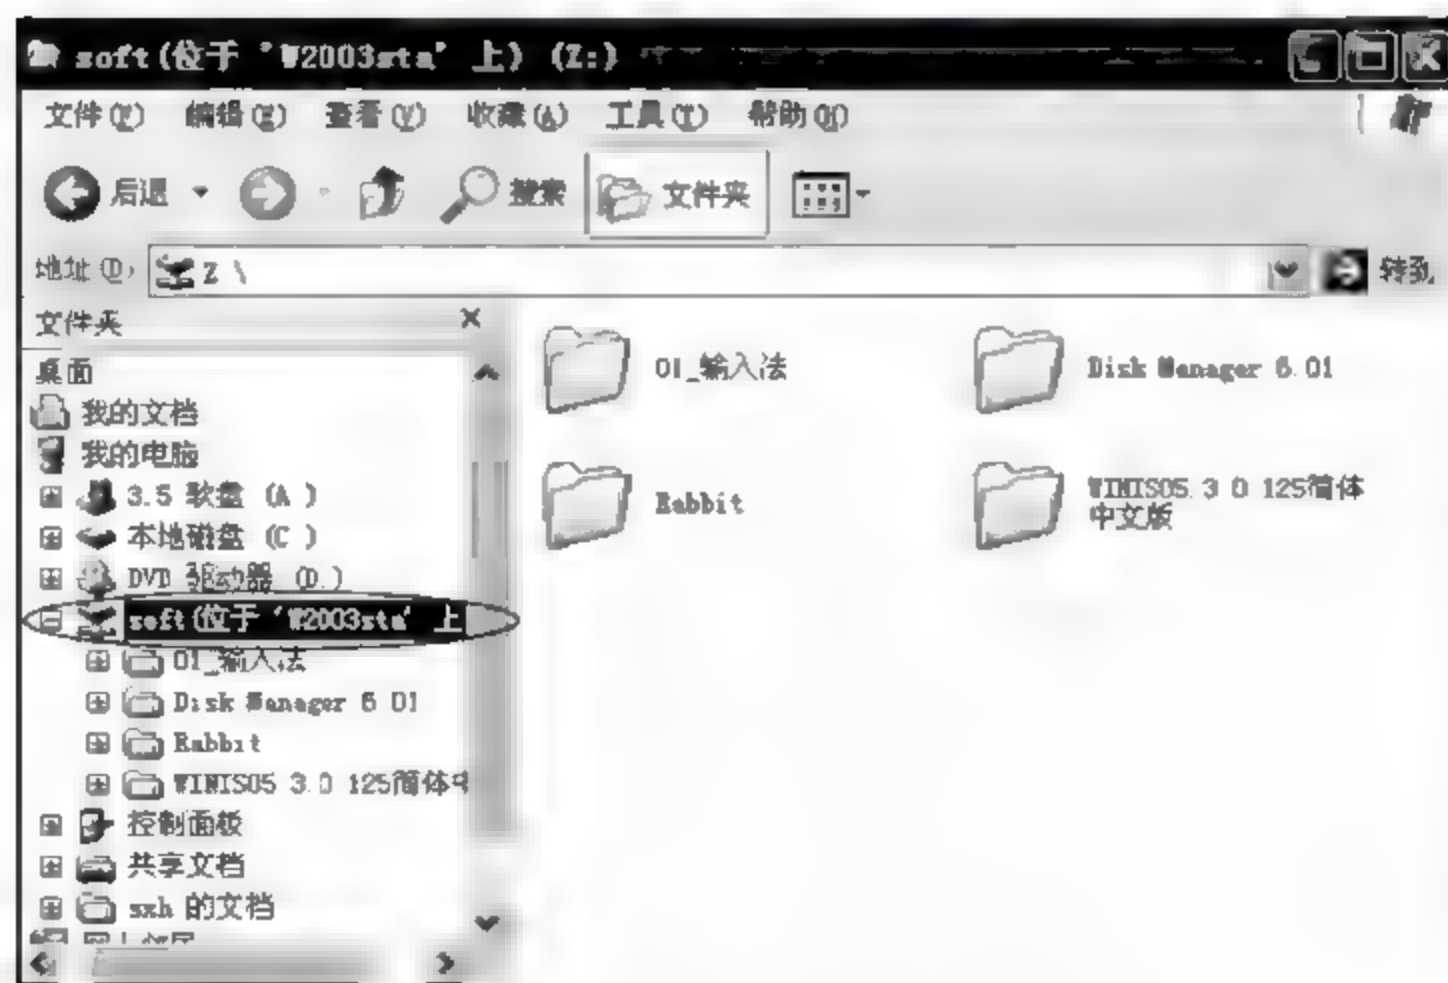 soft(位于 'W2003sta' 上) (Z:)
文件(F) 编辑(E) 查看(V) 收藏(A) 工具(T) 帮助(H)
后退 搜索 文件夹
地址(D) Z \ 转到
文件夹
桌面
我的文档
我的电脑
3.5 软盘 (A )
本地磁盘 (C )
DVD 驱动器 (D )
soft(位于 'W2003sta' 上
01_输入法
Disk Manager 6 01
Rabbit
WINISO5 3.0 125简体中
控制面板
共享文档
sxh 的文档
网上邻居
01_输入法
Disk Manager 6 01
Rabbit
WINISO5.3 0 125简体
中文版